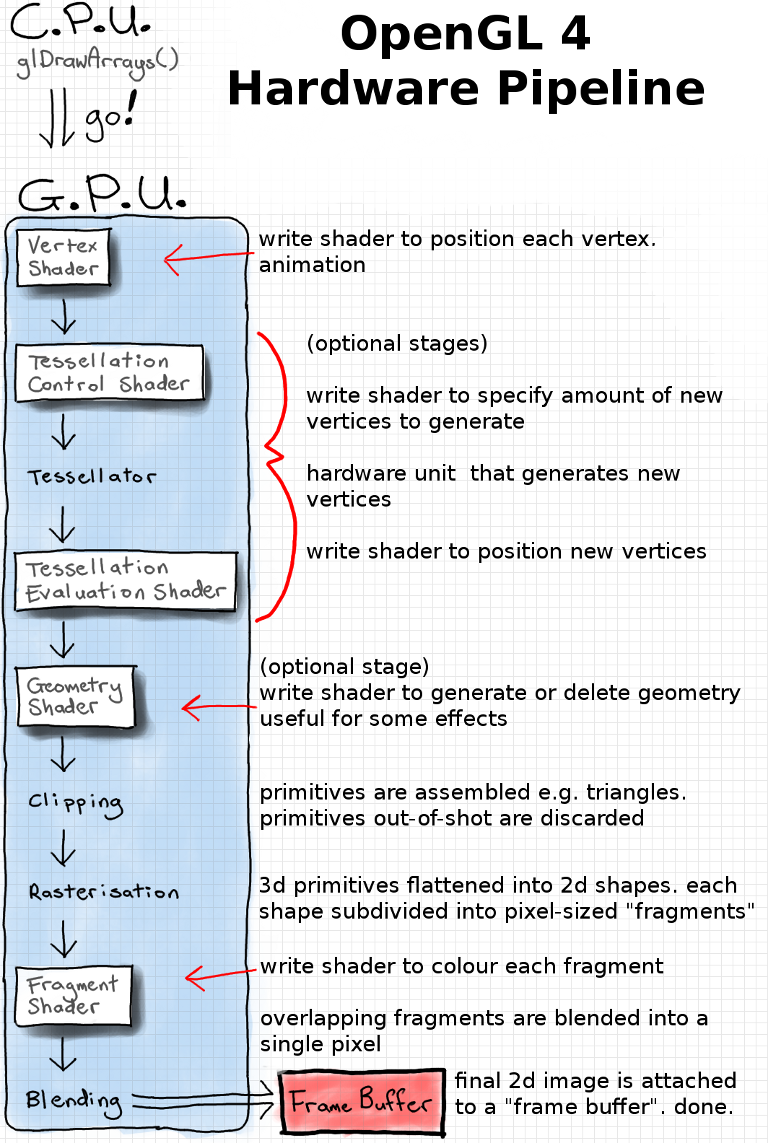 C.P.U.
glDrawArrays()
go!
OpenGL 4
Hardware Pipeline
G.P.U.
Vertex
Shader
write shader to position each vertex.
animation
Tessellation
Control Shader
(optional stages)
write shader to specify amount of new
vertices to generate
Tessellator
hardware unit  that generates new
vertices
Tessellation
Evaluation Shader
write shader to position new vertices
Geometry
Shader
(optional stage)
write shader to generate or delete geometry
useful for some effects
Clipping
primitives are assembled e.g. triangles.
primitives out-of-shot are discarded
Rasterisation
3d primitives flattened into 2d shapes. each
shape subdivided into pixel-sized "fragments"
Fragment
Shader
write shader to colour each fragment
overlapping fragments are blended into a
single pixel
Blending
Frame Buffer
final 2d image is attached
to a "frame buffer". done.